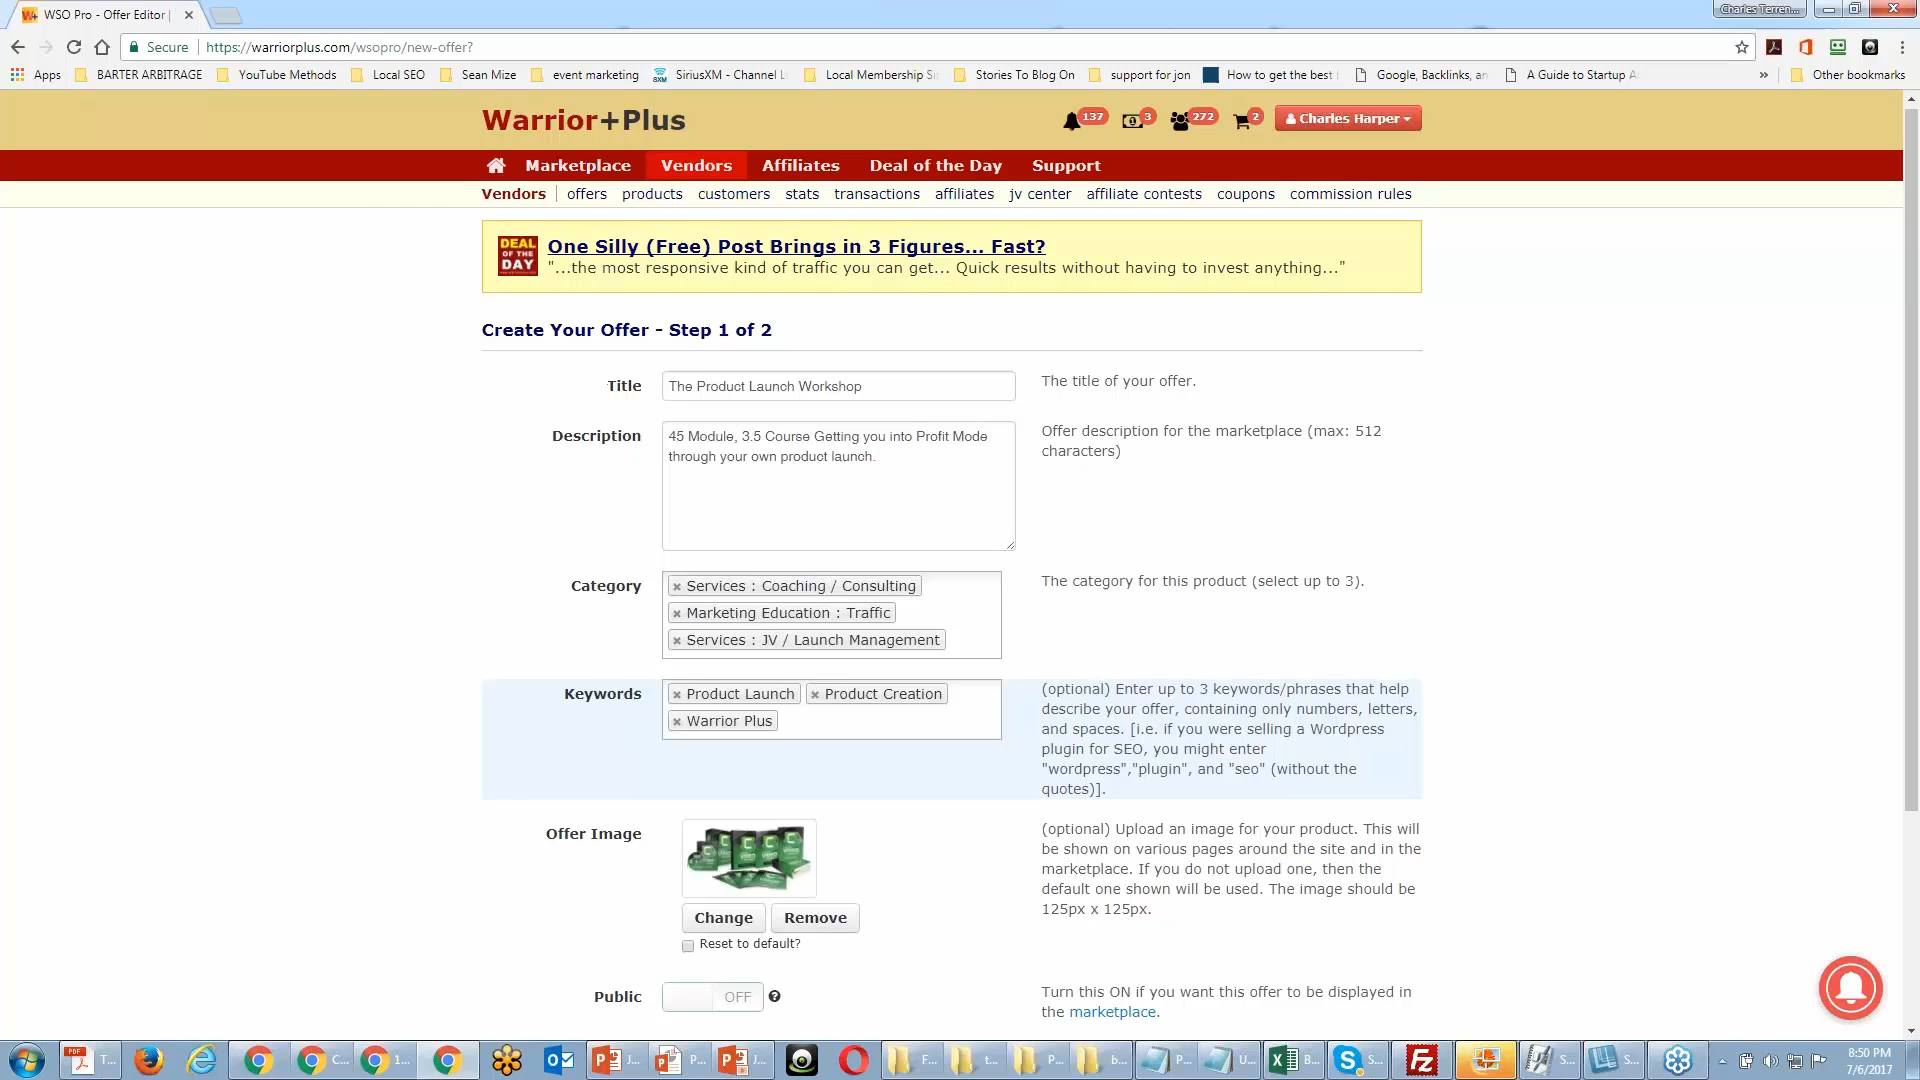 WSO Pro - Offer Editor |
Charles Terren...
Secure
https://warriorplus.com/wsopro/new-offer?
Apps
BARTER ARBITRAGE
YouTube Methods
Local SEO
Sean Mize
event marketing
SiriusXM - Channel L
Local Membership Si
Stories To Blog On
support for jon
How to get the best
Google, Backlinks, an
A Guide to Startup A
»
Other bookmarks
Warrior+Plus
137
3
272
2
Charles Harper
Marketplace
Vendors
Affiliates
Deal of the Day
Support
Vendors
offers
products
customers
stats
transactions
affiliates
jv center
affiliate contests
coupons
commission rules
DEAL
OF THE
DAY
One Silly (Free) Post Brings in 3 Figures... Fast?
"...the most responsive kind of traffic you can get... Quick results without having to invest anything..."
Create Your Offer - Step 1 of 2
Title
The Product Launch Workshop
The title of your offer.
Description
45 Module, 3.5 Course Getting you into Profit Mode
through your own product launch.
Offer description for the marketplace (max: 512
characters)
Category
× Services : Coaching / Consulting
× Marketing Education : Traffic
× Services : JV / Launch Management
The category for this product (select up to 3).
Keywords
× Product Launch
× Product Creation
× Warrior Plus
(optional) Enter up to 3 keywords/phrases that help
describe your offer, containing only numbers, letters,
and spaces. [i.e. if you were selling a Wordpress
plugin for SEO, you might enter
"wordpress","plugin", and "seo" (without the
quotes)].
Offer Image
Change
Remove
Reset to default?
(optional) Upload an image for your product. This will
be shown on various pages around the site and in the
marketplace. If you do not upload one, then the
default one shown will be used. The image should be
125px x 125px.
Public
OFF
Turn this ON if you want this offer to be displayed in
the marketplace.
PDF
T...
C...
1...
J...
P...
J...
F...
t...
P...
b...
P...
U...
B...
S...
S...
S...
8:50 PM
7/6/2017